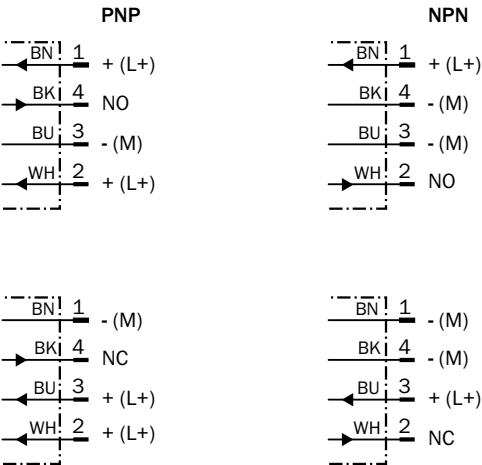 PNP
BN 1 + (L+)
BK 4 NO
BU 3 - (M)
WH 2 + (L+)
BN 1 - (M)
BK 4 NC
BU 3 + (L+)
WH 2 + (L+)
NPN
BN 1 + (L+)
BK 4 - (M)
BU 3 - (M)
WH 2 NO
BN 1 - (M)
BK 4 - (M)
BU 3 + (L+)
WH 2 NC